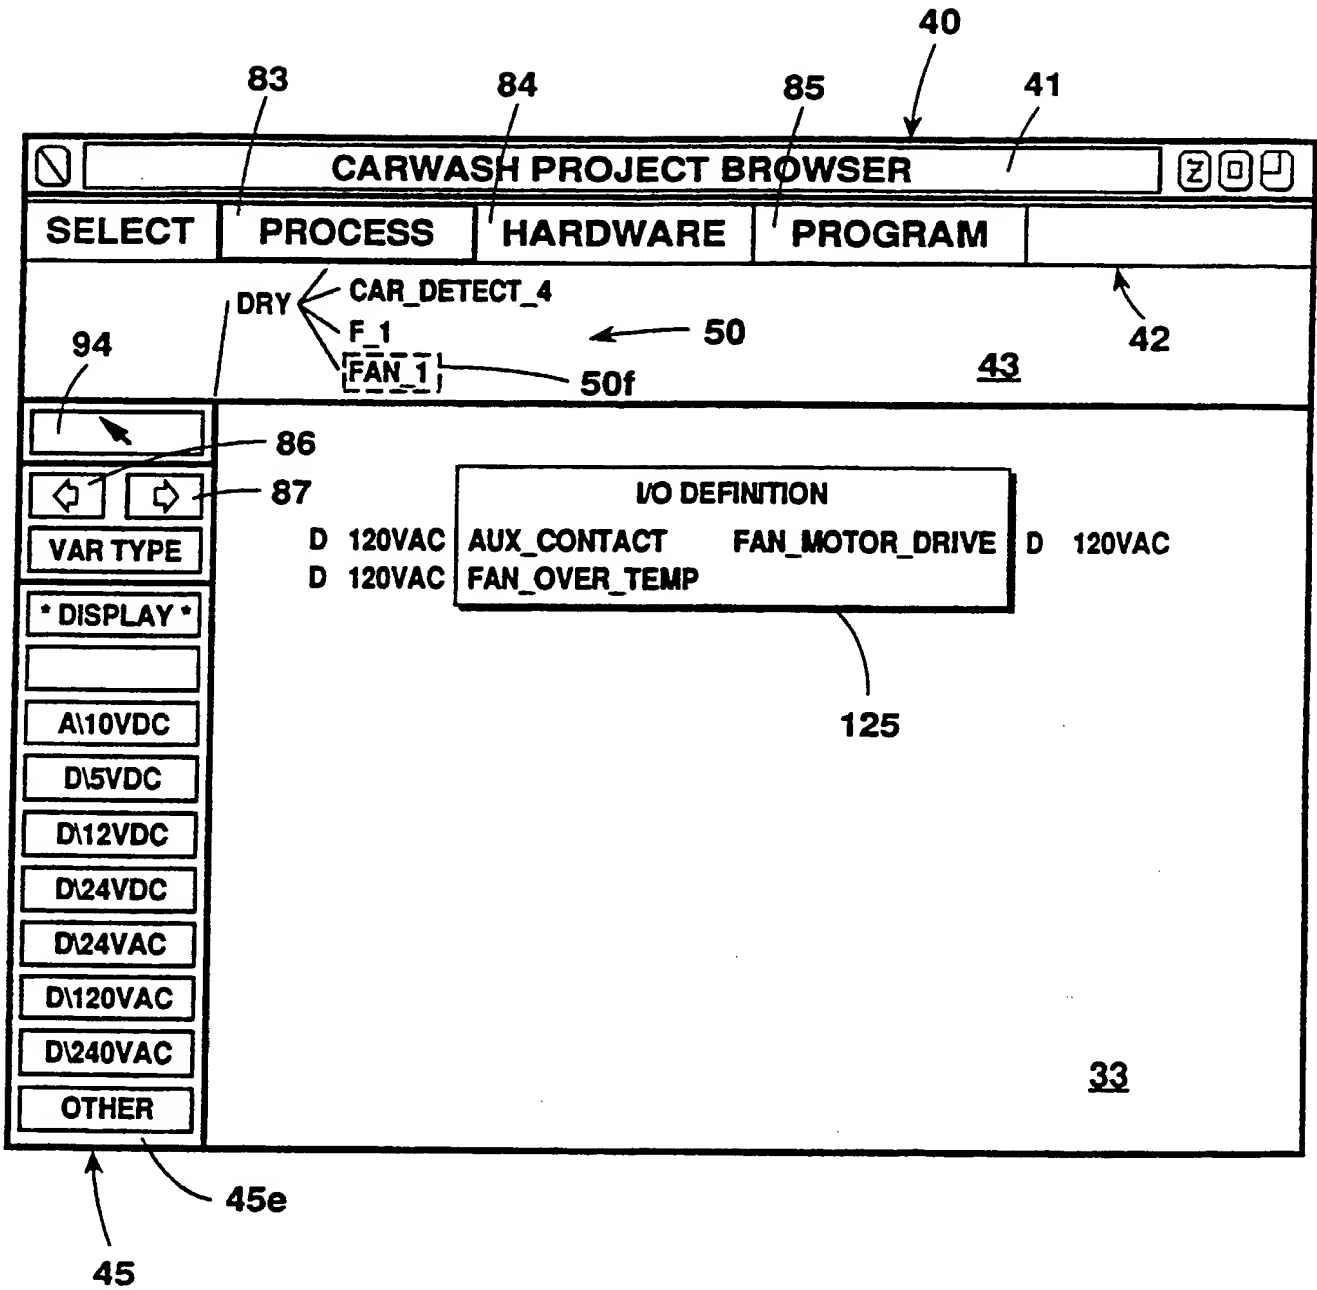 40
83 84 85 41
CARWASH PROJECT BROWSER
SELECT PROCESS HARDWARE PROGRAM
DRY CAR_DETECT_4
F_1 50 42
94 FAN_1 50f 43
86
87 I/O DEFINITION
VAR TYPE D 120VAC AUX_CONTACT FAN_MOTOR_DRIVE D 120VAC
D 120VAC FAN_OVER_TEMP
* DISPLAY *
A\10VDC 125
D\5VDC
D\12VDC
D\24VDC
D\24VAC
D\120VAC
D\240VAC 33
OTHER
45e
45